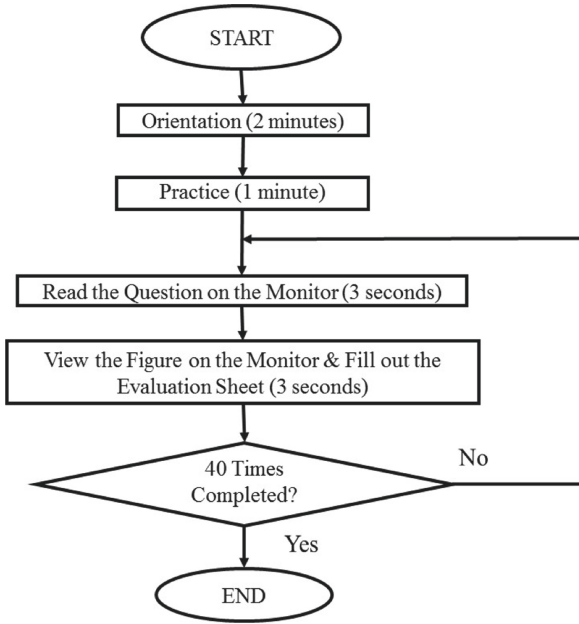 START
Orientation (2 minutes)
Practice (1 minute)
Read the Question on the Monitor (3 seconds)
View the Figure on the Monitor & Fill out the
Evaluation Sheet (3 seconds)
40 Times
Completed?
No
Yes
END